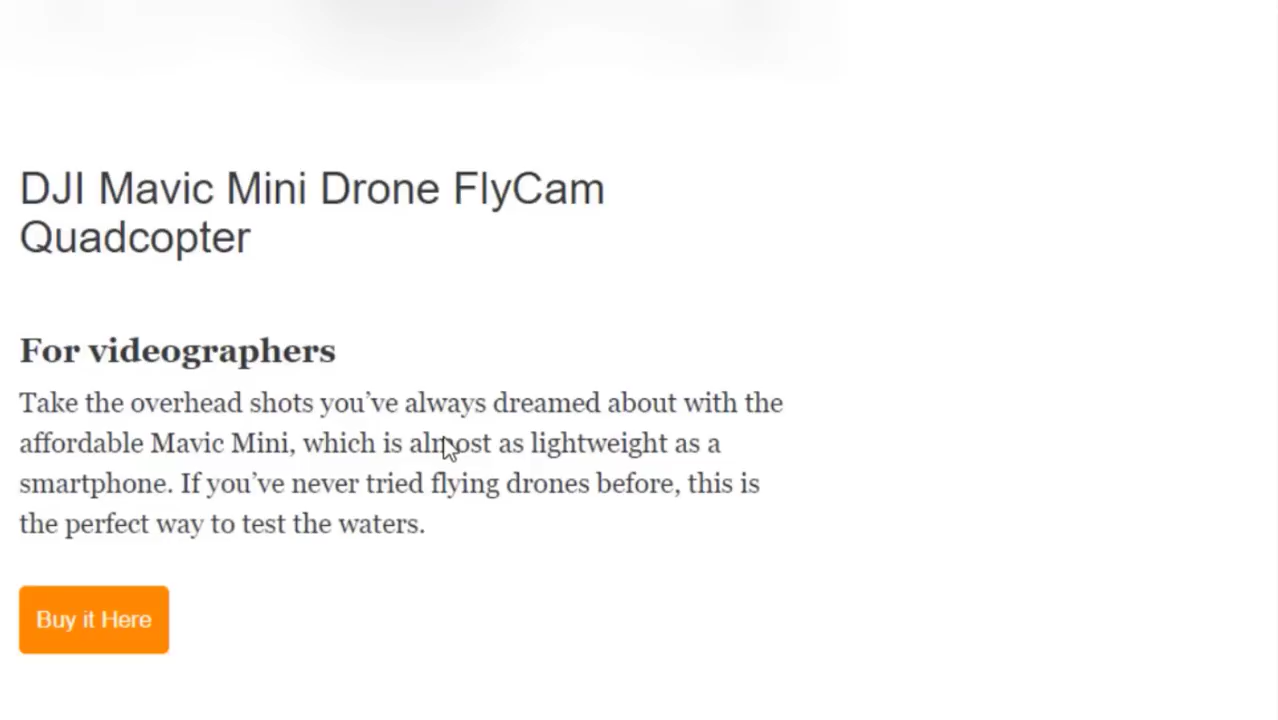 DJI Mavic Mini Drone FlyCam
Quadcopter
For videographers
Take the overhead shots you’ve always dreamed about with the
affordable Mavic Mini, which is almost as lightweight as a
smartphone. If you’ve never tried flying drones before, this is
the perfect way to test the waters.
Buy it Here